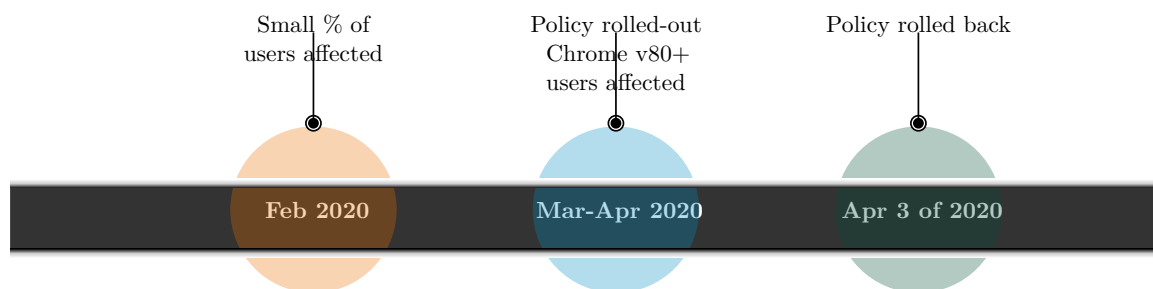 Small % of
users affected
Policy rolled-out
Chrome v80+
users affected
Policy rolled back
Feb 2020
Mar-Apr 2020
Apr 3 of 2020